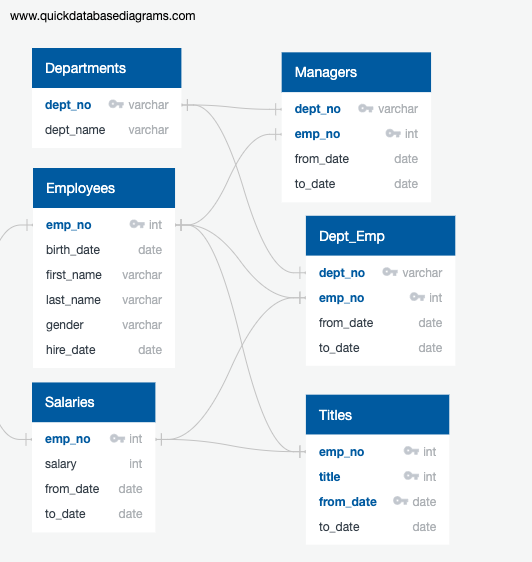 www.quickdatabasediagrams.com
Departments
dept_no varchar
dept_name varchar
Managers
dept_no varchar
emp_no int
from_date date
to_date date
Employees
emp_no int
birth_date date
first_name varchar
last_name varchar
gender varchar
hire_date date
Dept_Emp
dept_no varchar
emp_no int
from_date date
to_date date
Salaries
emp_no int
salary int
from_date date
to_date date
Titles
emp_no int
title int
from_date date
to_date date